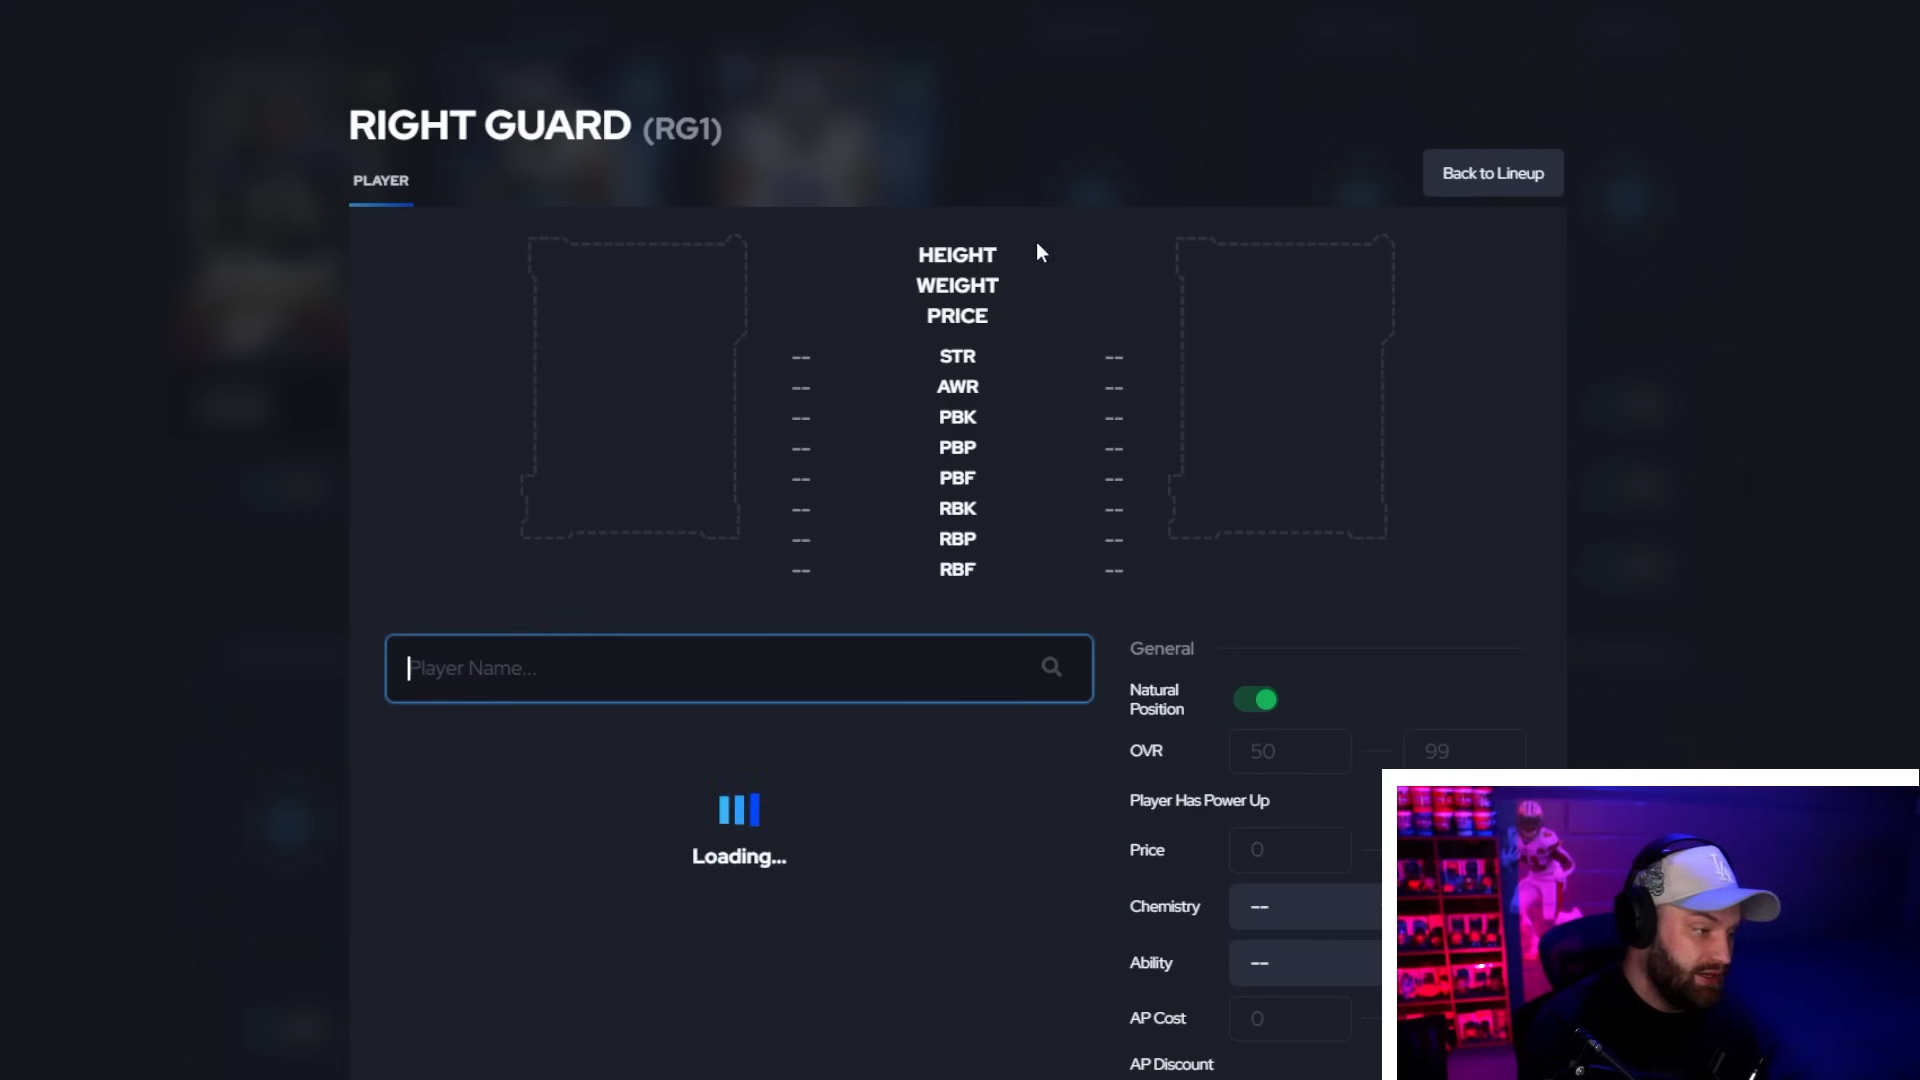 RIGHT GUARD (RG1)
PLAYER
Back to Lineup
HEIGHT
WEIGHT
PRICE
-- STR --
-- AWR --
-- PBK --
-- PBP --
-- PBF --
-- RBK --
-- RBP --
-- RBF --
Player Name...
Loading...
General
Natural
Position
OVR 50 99
Player Has Power Up
Price 0
Chemistry --
Ability --
AP Cost 0
AP Discount
LA